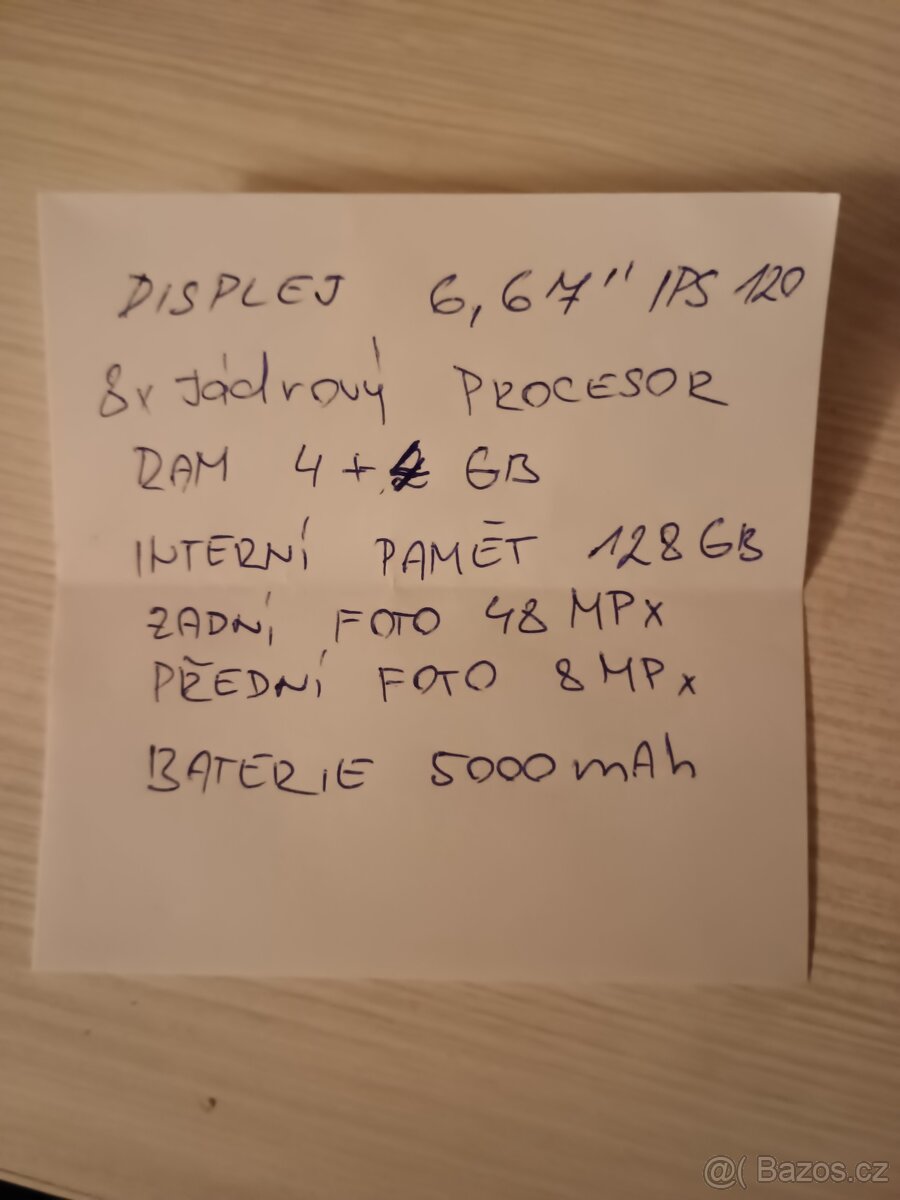 DISPLEJ 6,67" IPS 120
8x Jádrový PROCESOR
RAM 4 + GB
INTERNÍ PAMĚT 128 GB
ZADNÍ FOTO 48 MPx
PŘEDNÍ FOTO 8 MPx
BATERIE 5000 mAh
@( Bazos.cz